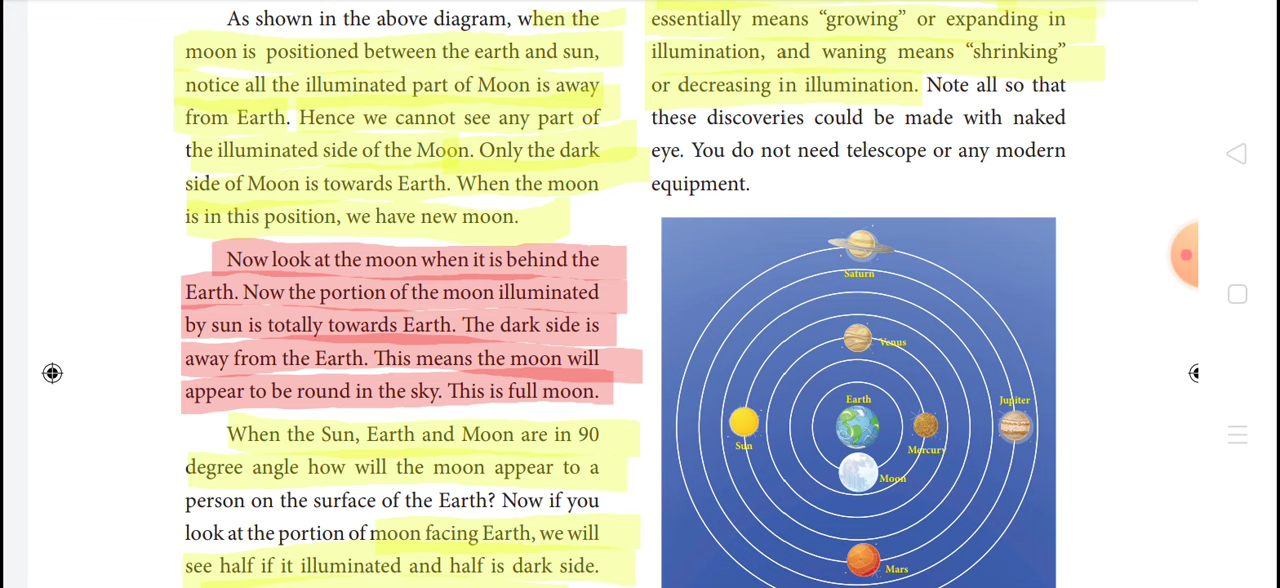 As shown in the above diagram, when the
moon is positioned between the earth and sun,
notice all the illuminated part of Moon is away
from Earth. Hence we cannot see any part of
the illuminated side of the Moon. Only the dark
side of Moon is towards Earth. When the moon
is in this position, we have new moon.
Now look at the moon when it is behind the
Earth. Now the portion of the moon illuminated
by sun is totally towards Earth. The dark side is
away from the Earth. This means the moon will
appear to be round in the sky. This is full moon.
When the Sun, Earth and Moon are in 90
degree angle how will the moon appear to a
person on the surface of the Earth? Now if you
look at the portion of moon facing Earth, we will
see half if it illuminated and half is dark side.
essentially means “growing” or expanding in
illumination, and waning means “shrinking”
or decreasing in illumination. Note all so that
these discoveries could be made with naked
eye. You do not need telescope or any modern
equipment.
Saturn
Venus
Earth
Jupiter
Sun
Mercury
Moon
Mars